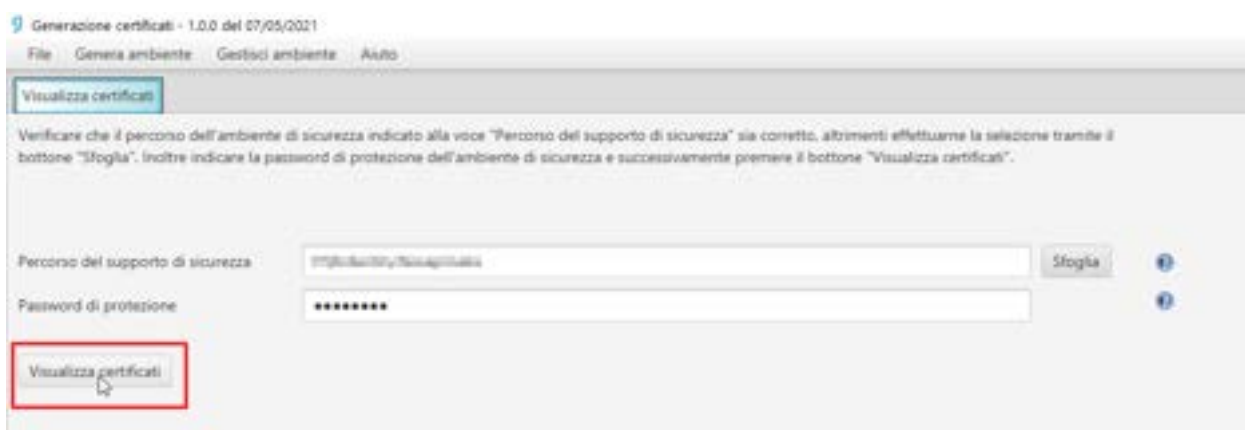 Generazione certificati - 1.0.0 del 07/05/2021
File Genera ambiente Gestisci ambiente Aiuto
Visualizza certificati
Verificare che il percorso dell'ambiente di sicurezza indicato alla voce "Percorso del supporto di sicurezza" sia corretto, altrimenti effettuarne la selezione tramite il
bottone "Sfoglia". Inoltre indicare la password di protezione dell'ambiente di sicurezza e successivamente premere il bottone "Visualizza certificati".
Percorso del supporto di sicurezza Sfoglia
Password di protezione
Visualizza certificati